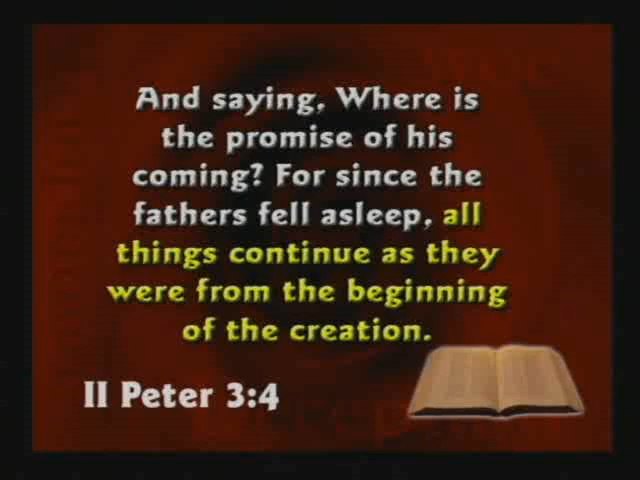 And saying, Where is
the promise of his
coming? For since the
fathers fell asleep, all
things continue as they
were from the beginning
of the creation.
II Peter 3:4